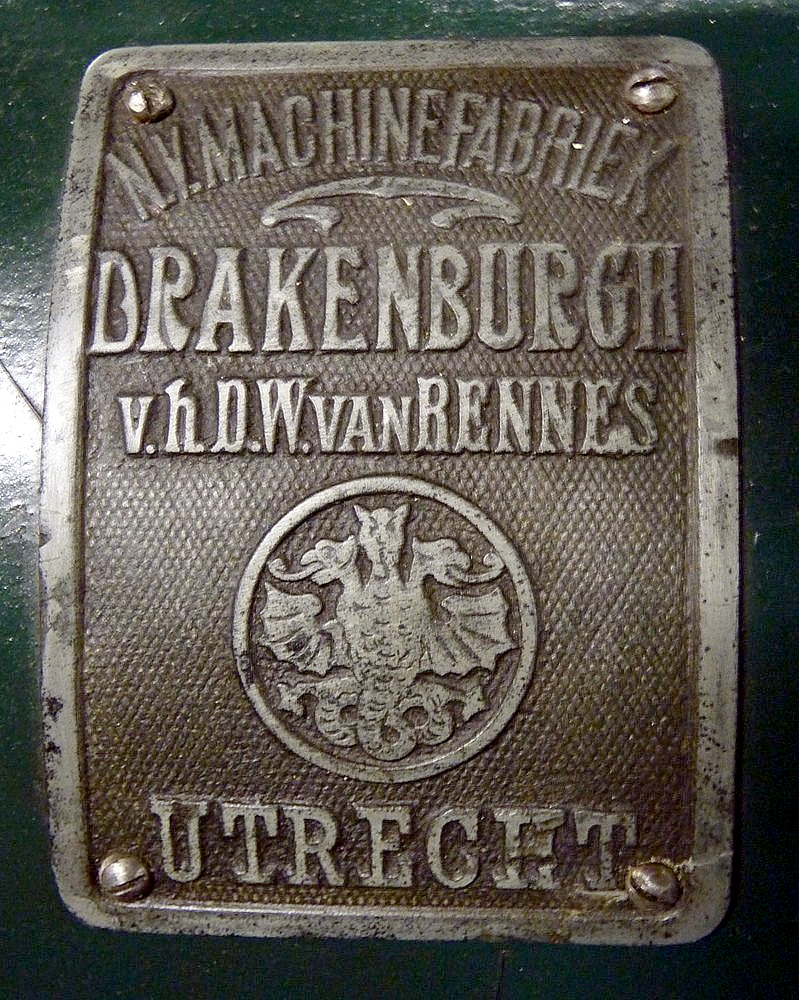 N.V. MACHINEFABRIEK
DRAKENBURGH
v.h D.W. VAN RENNES
UTRECHT